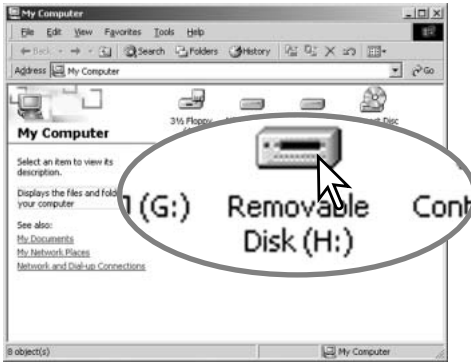 My Computer
File Edit View Favorites Tools Help
Back Search Folders History
Address My Computer Go
3½ Floppy
Disc
My Computer
Select an item to view its
description.
Displays the files and
your computer
See also:
My Documents
My Network Places
Network and Dial-up Connections
(G:) Removable
Disk (H:)
8 object(s) My Computer